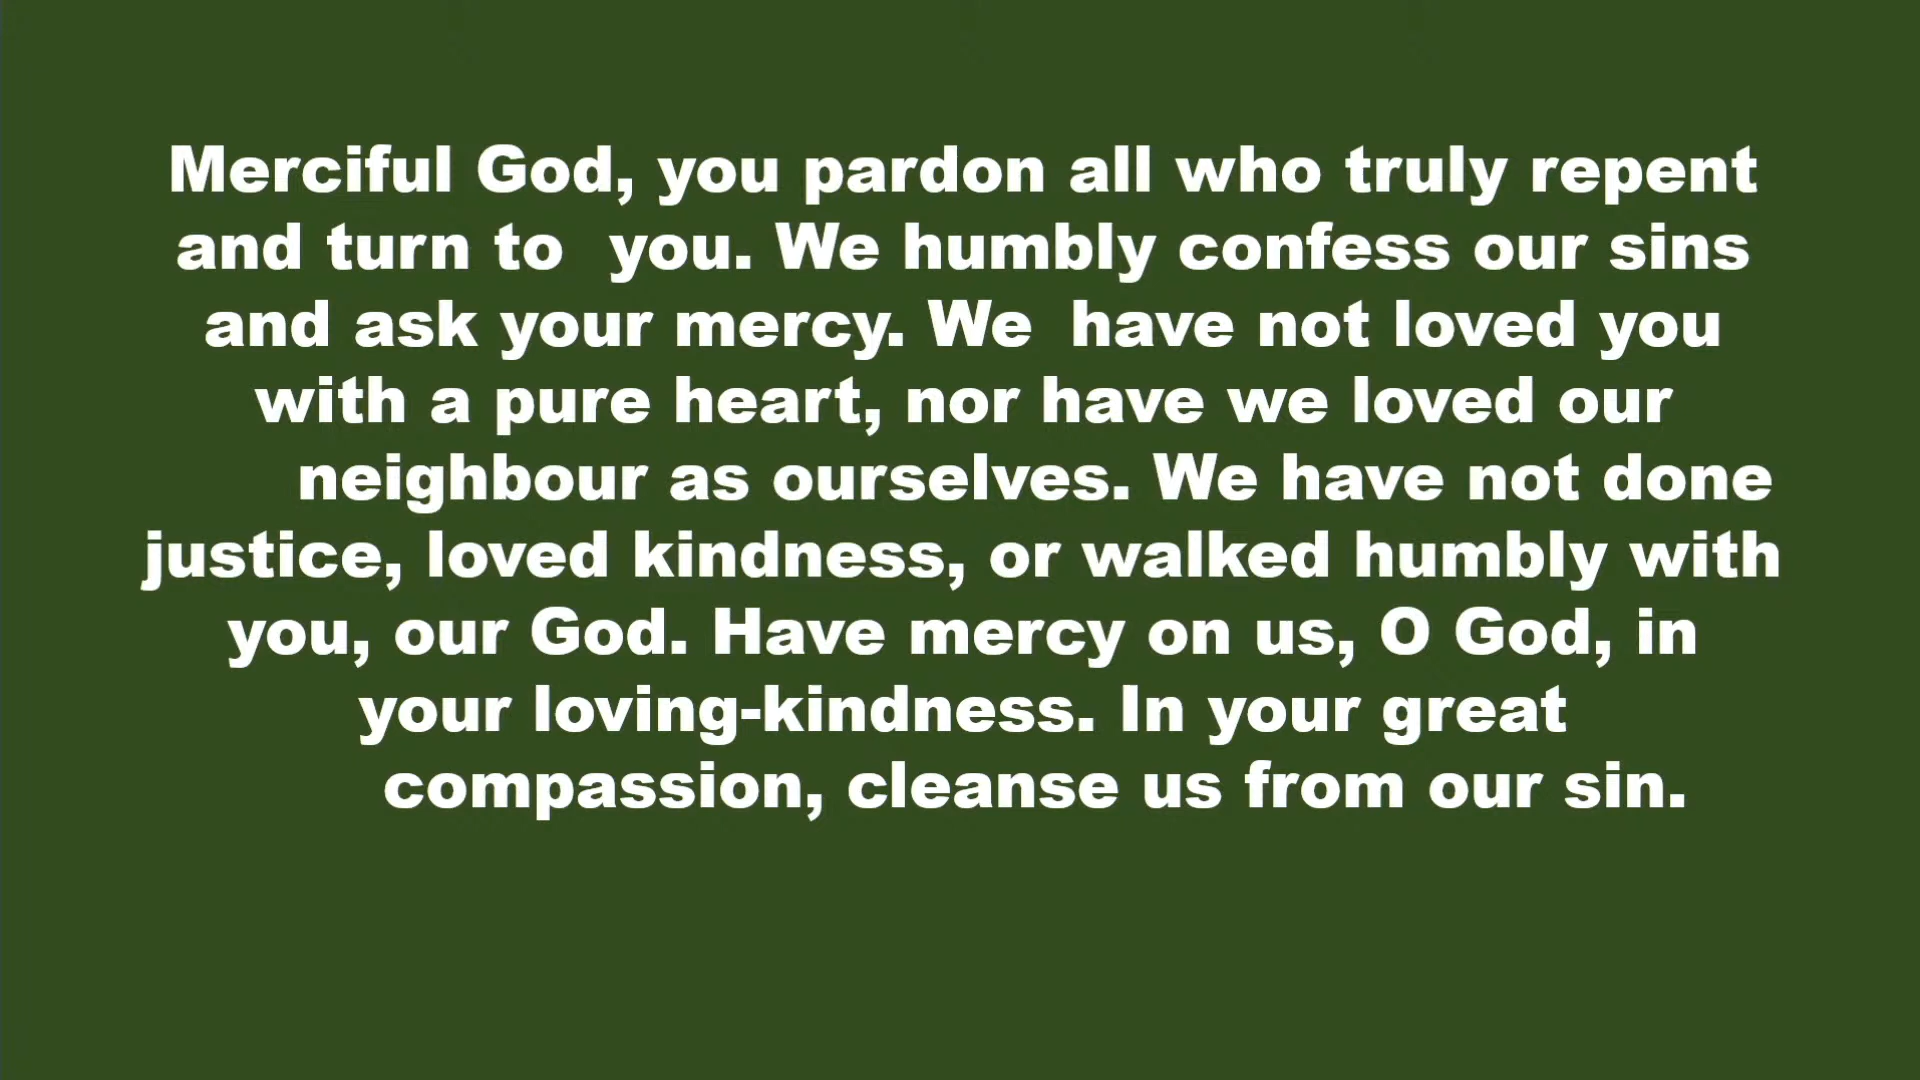 Merciful God, you pardon all who truly repent
and turn to  you. We humbly confess our sins
and ask your mercy. We  have not loved you
with a pure heart, nor have we loved our
neighbour as ourselves. We have not done
justice, loved kindness, or walked humbly with
you, our God. Have mercy on us, O God, in
your loving-kindness. In your great
compassion, cleanse us from our sin.